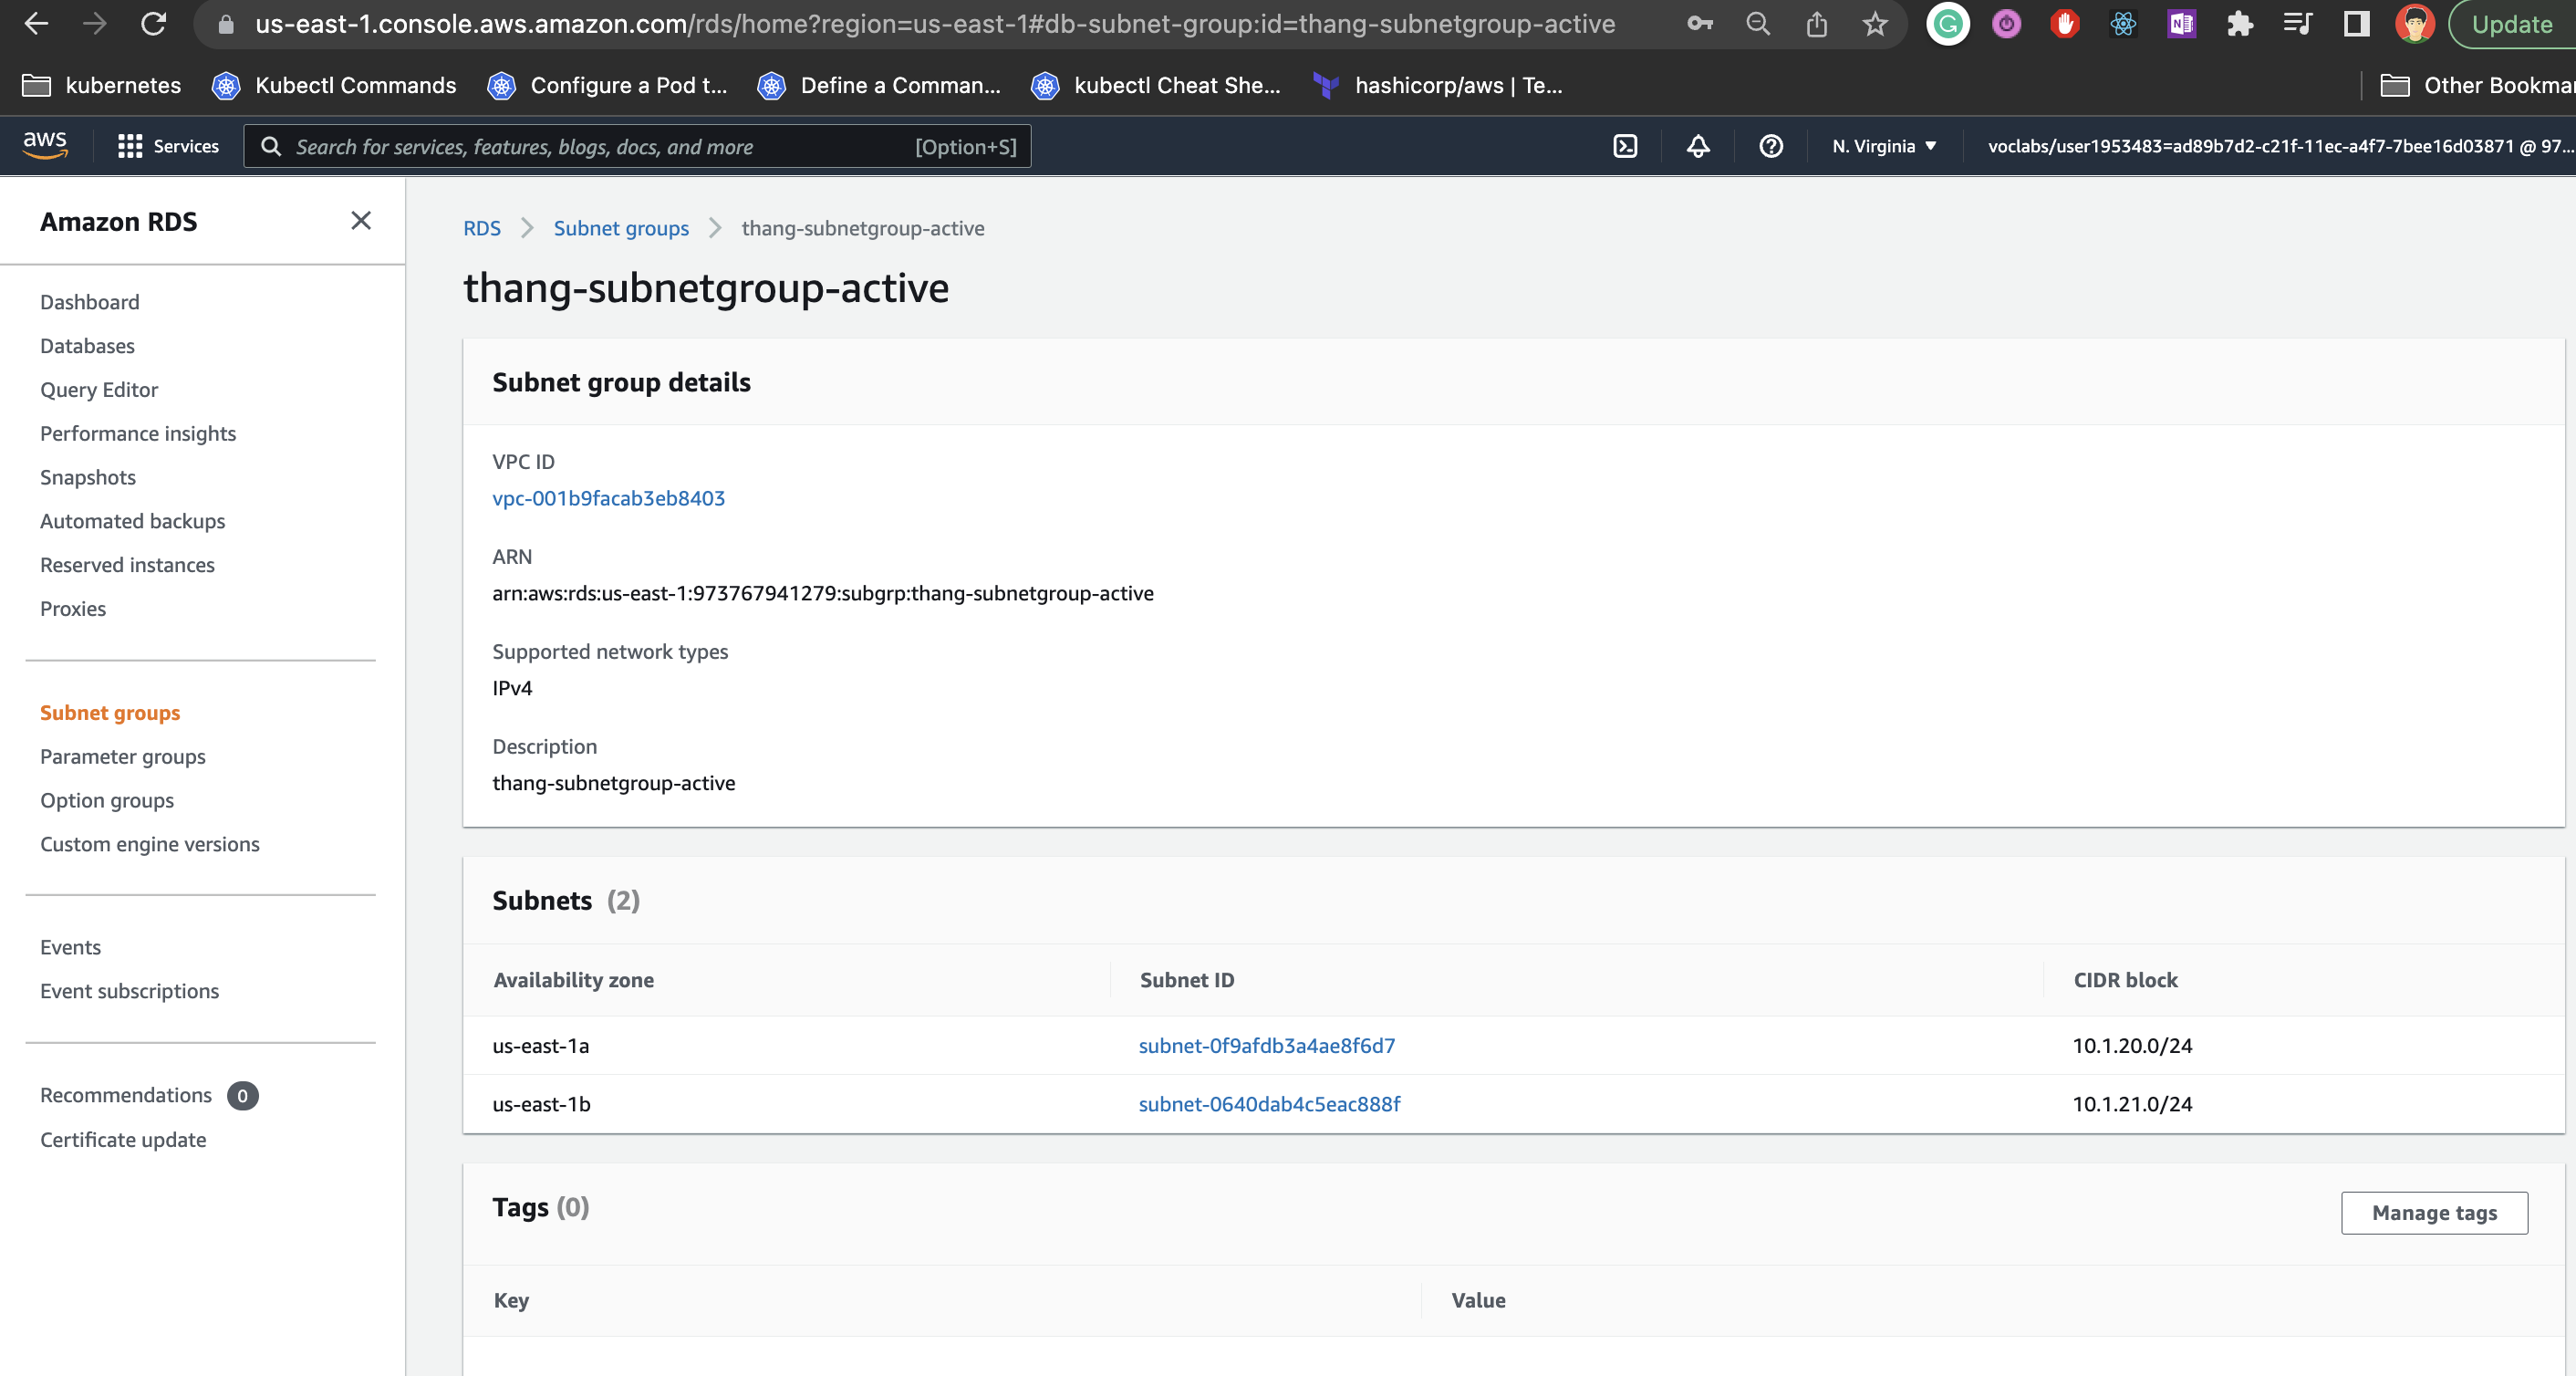 us-east-1.console.aws.amazon.com/rds/home?region=us-east-1#db-subnet-group:id=thang-subnetgroup-active
Update
kubernetes
Kubectl Commands
Configure a Pod t...
Define a Comman...
kubectl Cheat She...
hashicorp/aws | Te...
Other Bookmar
aws
Services
Search for services, features, blogs, docs, and more
[Option+S]
N. Virginia
voclabs/user1953483=ad89b7d2-c21f-11ec-a4f7-7bee16d03871 @ 97...
Amazon RDS
Dashboard
Databases
Query Editor
Performance insights
Snapshots
Automated backups
Reserved instances
Proxies
Subnet groups
Parameter groups
Option groups
Custom engine versions
Events
Event subscriptions
Recommendations 0
Certificate update
RDS > Subnet groups > thang-subnetgroup-active
thang-subnetgroup-active
Subnet group details
VPC ID
vpc-001b9facab3eb8403
ARN
arn:aws:rds:us-east-1:973767941279:subgrp:thang-subnetgroup-active
Supported network types
IPv4
Description
thang-subnetgroup-active
Subnets (2)
Availability zone Subnet ID CIDR block
us-east-1a subnet-0f9afdb3a4ae8f6d7 10.1.20.0/24
us-east-1b subnet-0640dab4c5eac888f 10.1.21.0/24
Tags (0)
Manage tags
Key Value